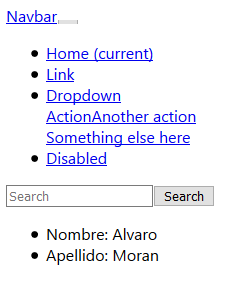 Navbar
Home (current)
Link
Dropdown
ActionAnother action
Something else here
Disabled
Search Search
Nombre: Alvaro
Apellido: Moran